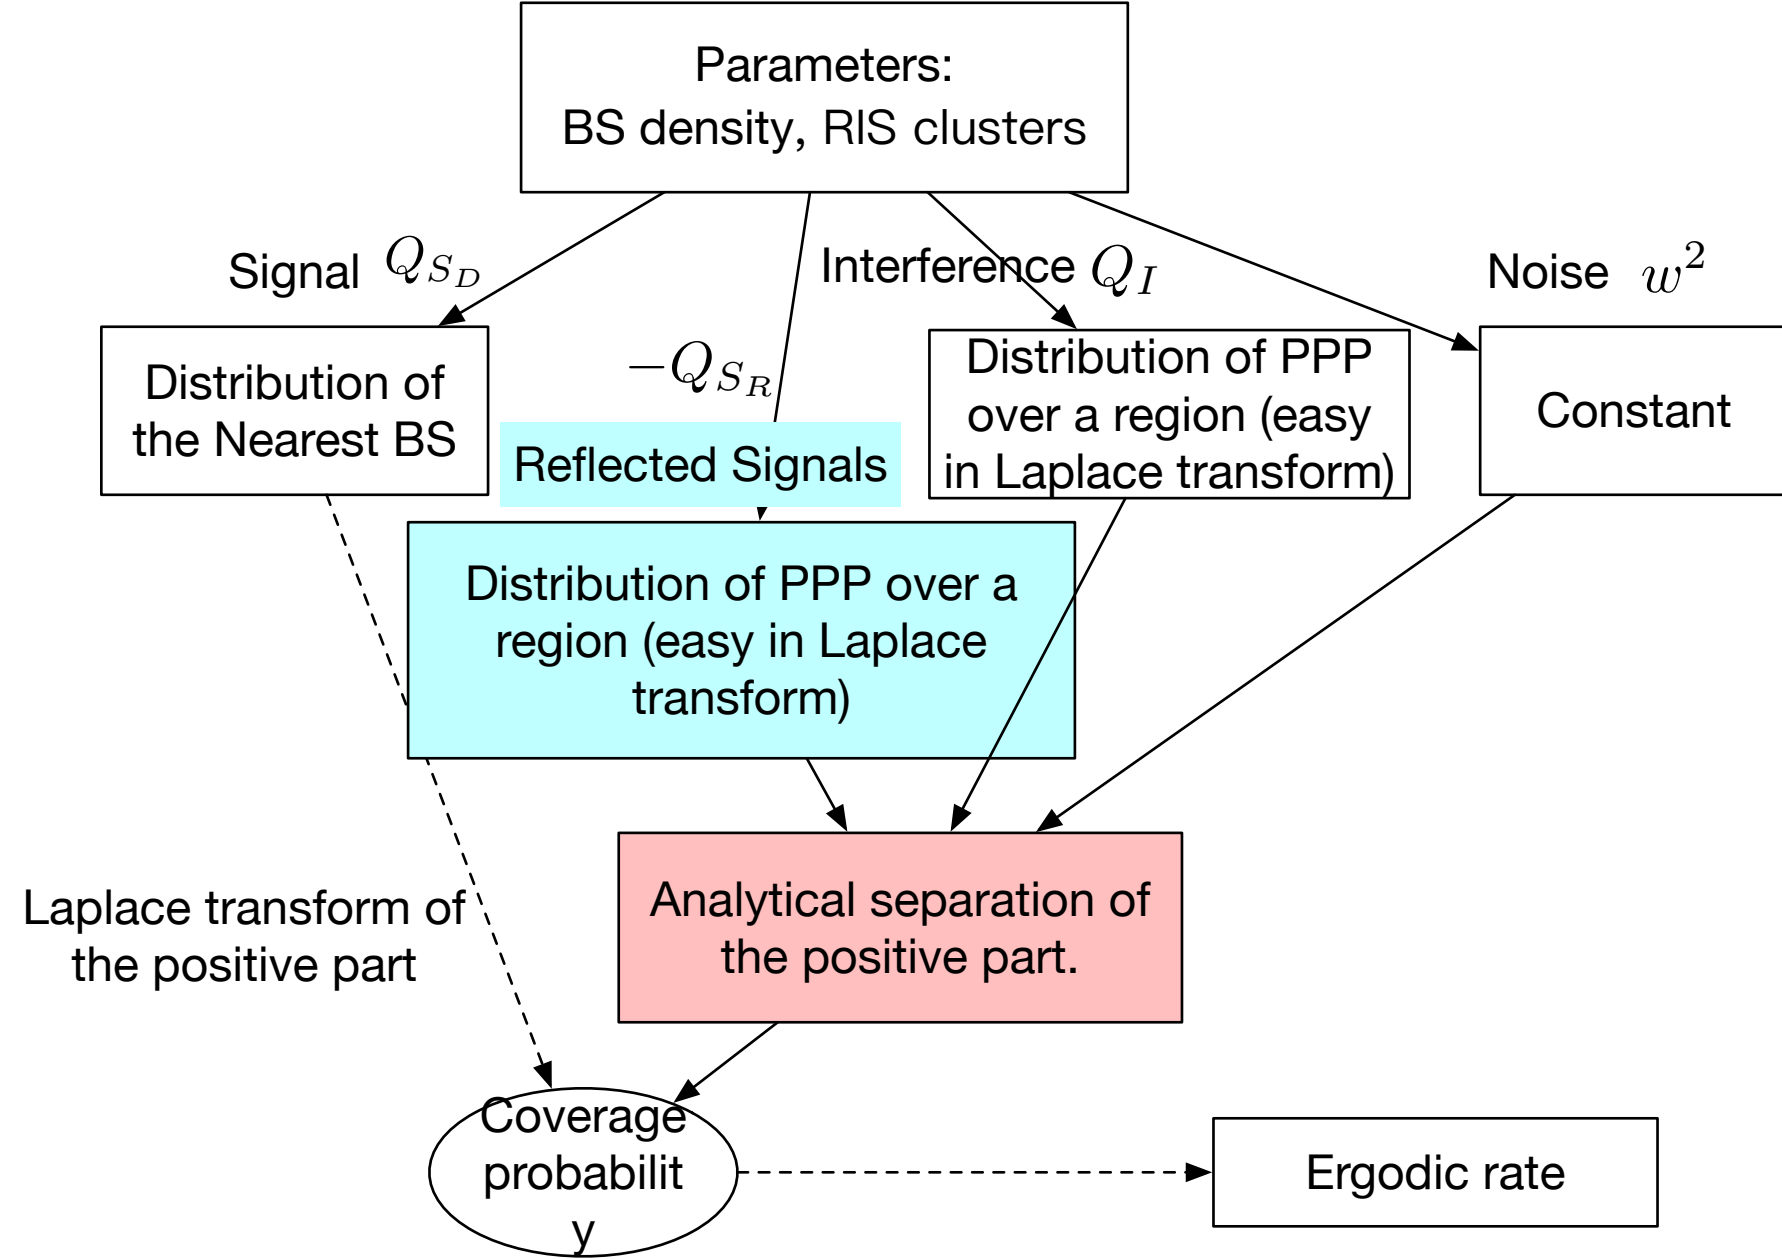 Parameters:
BS density, RIS clusters
Signal $Q_{S_D}$
Interference $Q_I$
Noise $w^2$
Distribution of
the Nearest BS
$-Q_{S_R}$
Reflected Signals
Distribution of PPP
over a region (easy
in Laplace transform)
Constant
Distribution of PPP over a
region (easy in Laplace
transform)
Laplace transform of
the positive part
Analytical separation of
the positive part.
Coverage
probabilit
y
Ergodic rate